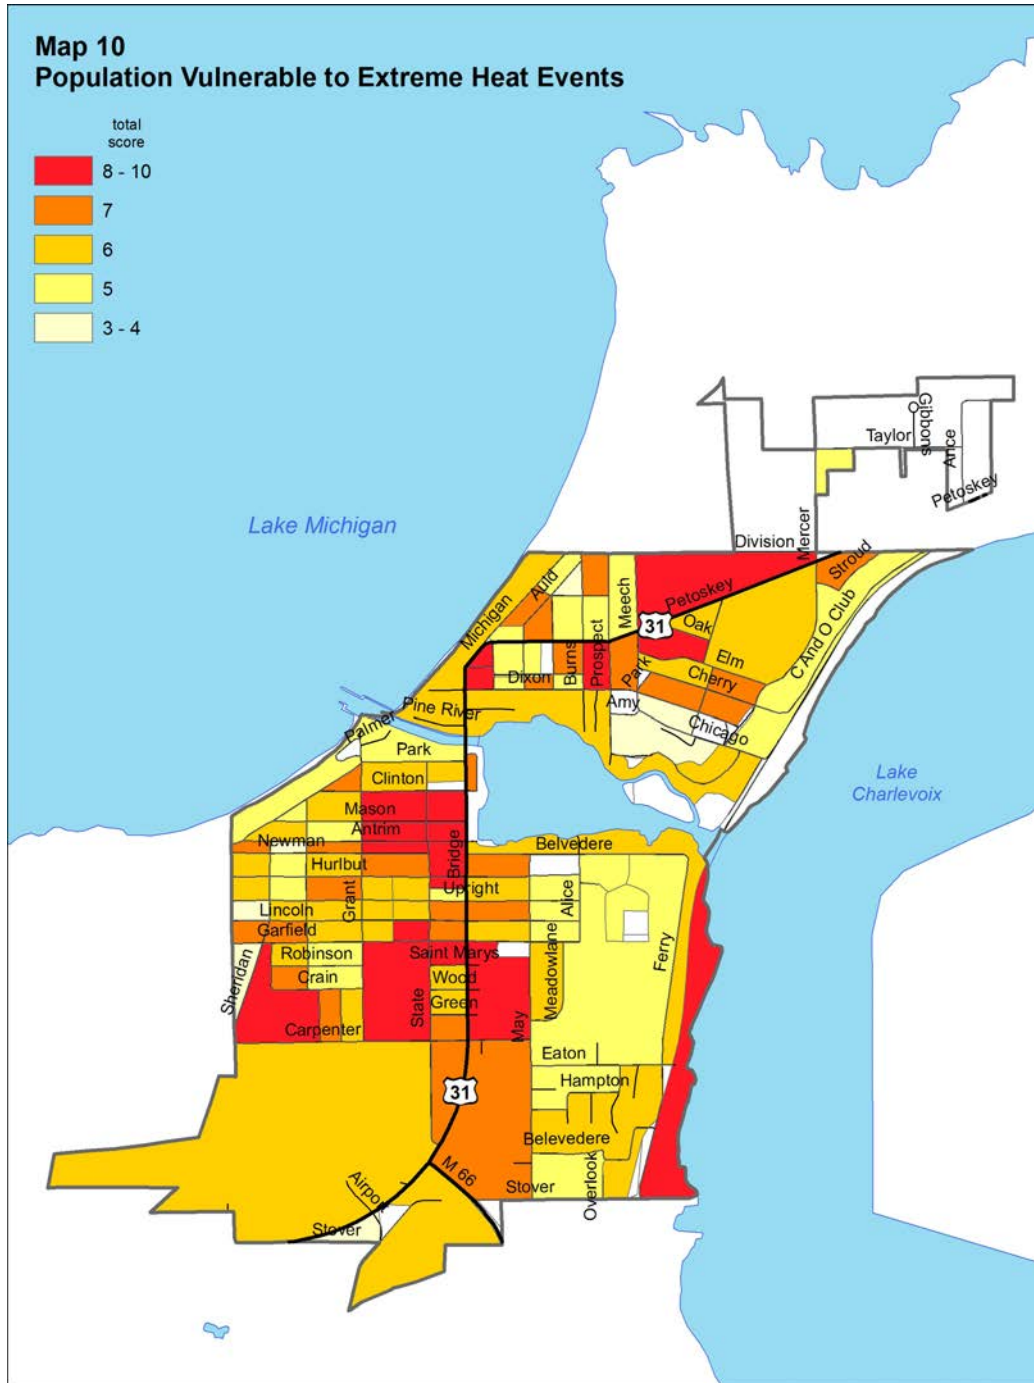 Map 10
Population Vulnerable to Extreme Heat Events
total
score
8 - 10
7
6
5
3 - 4
Gibbons
Taylor
Ance
Petoskey
Lake Michigan
Mercer
Division
Stroud
Auld
Petoskey
Michigan
Meech
31
Oak
C And O Club
Prospect
Burns
Elm
Dixon
Park
Cherry
Amy
Pine River
Palmer
Chicago
Park
Lake
Charlevoix
Clinton
Mason
Antrim
Newman
Bridge
Belvedere
Hurlbut
Grant
Upright
Alice
Lincoln
Garfield
Robinson
Saint Marys
Ferry
Sheridan
Crain
Wood
Meadowlane
State
Green
Carpenter
May
Eaton
Hampton
31
Belevedere
M 66
Airport
Stover
Overlook
Stover